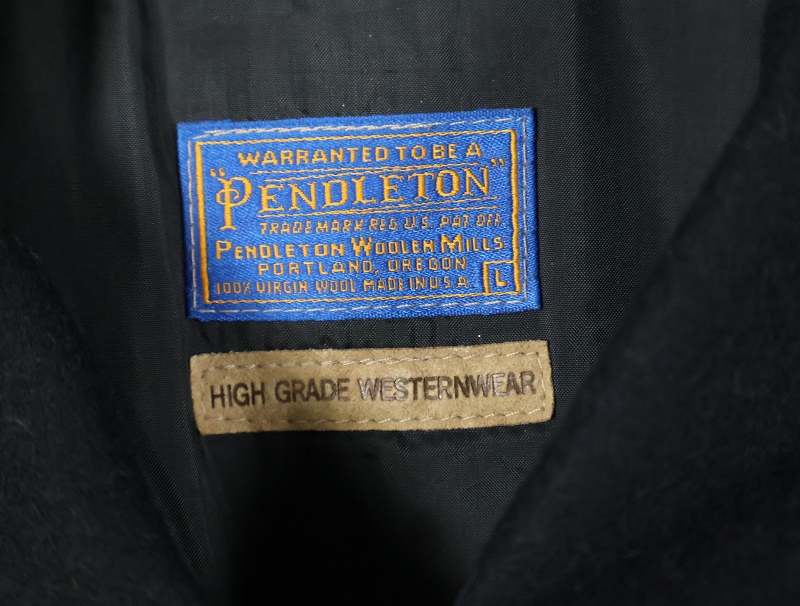 WARRANTED TO BE A
"PENDLETON"
TRADE MARK REG. U.S. PAT. OFF.
PENDLETON WOOLEN MILLS
PORTLAND, OREGON
100% VIRGIN WOOL MADE IN U.S.A.
L
HIGH GRADE WESTERNWEAR